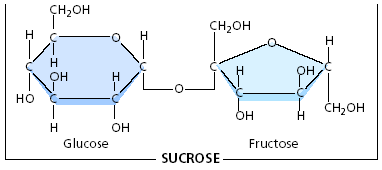 CH₂OH
C O H CH₂OH
H H O H
C OH H C O C H OH C
HO C C C C CH₂OH
H OH OH H
Glucose Fructose
SUCROSE